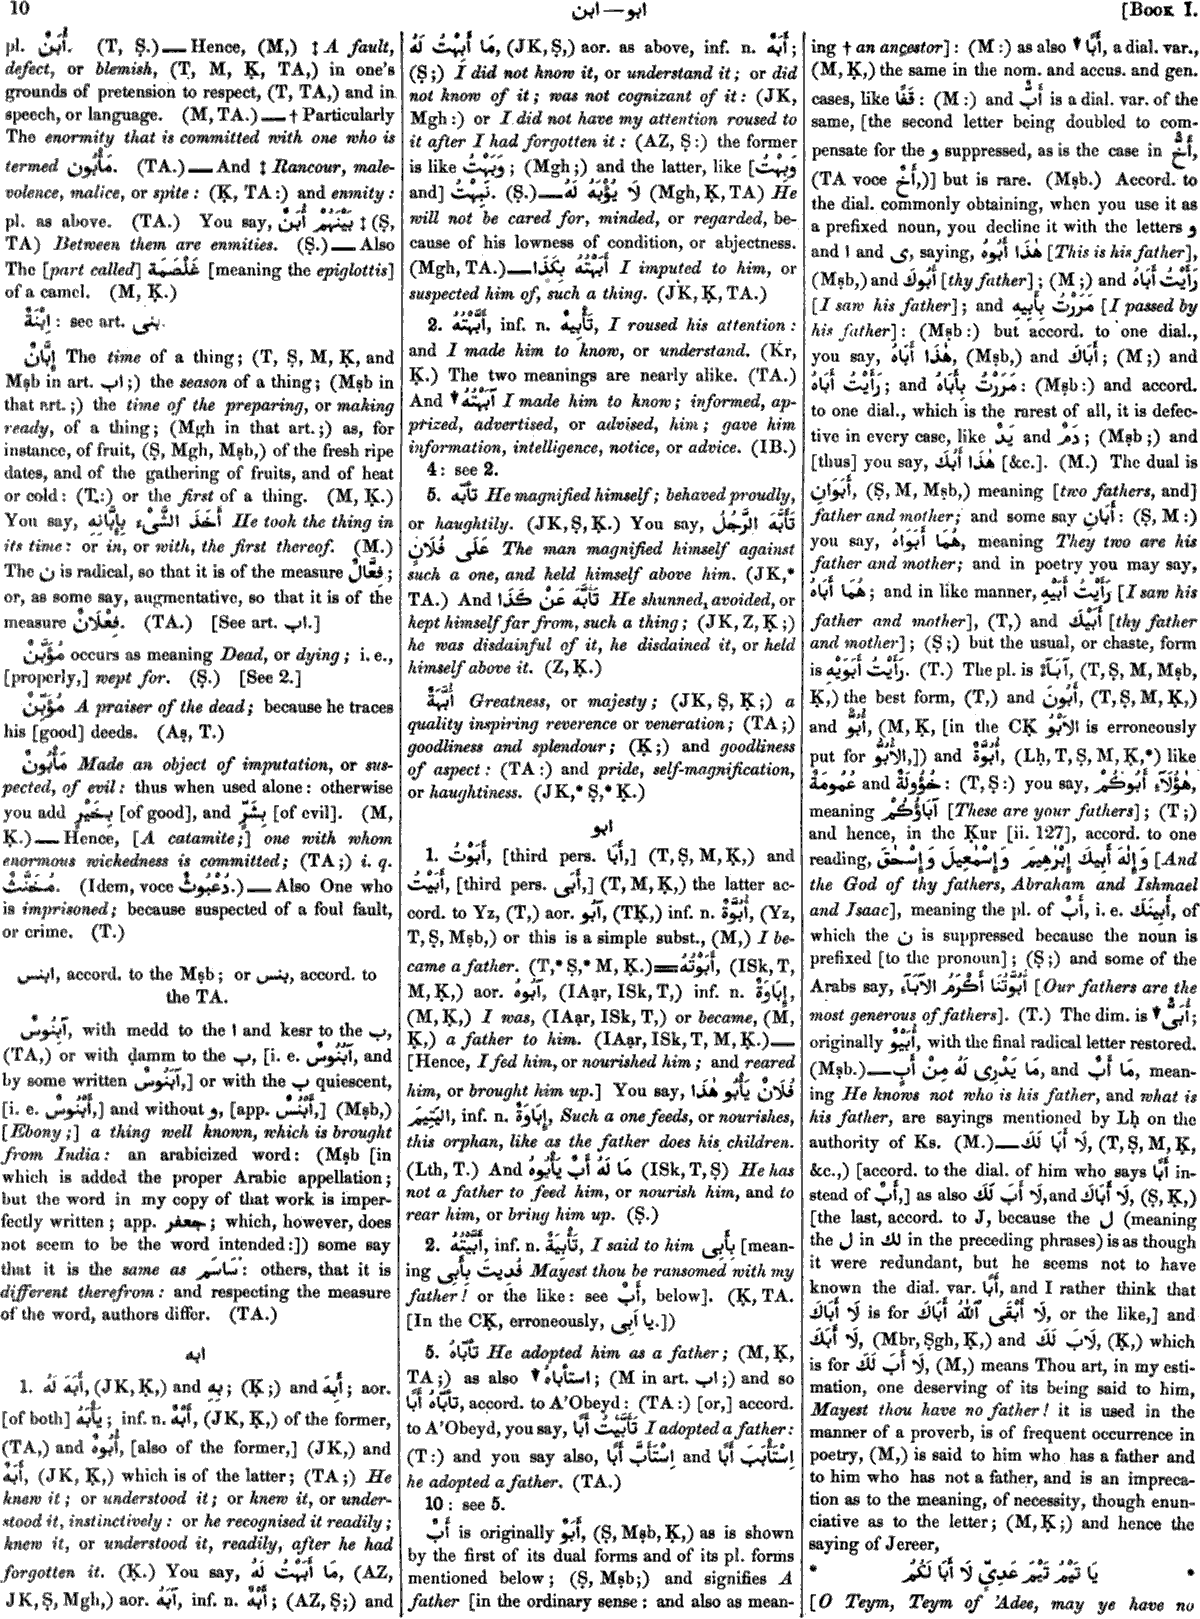 10
ابو—ابن
[Book I.
pl. أُبَنٌ. (T, Ṣ.) — Hence, (M,) ‡ A fault,
defect, or blemish, (T, M, Ḳ, TA,) in one's
grounds of pretension to respect, (T, TA,) and in
speech, or language. (M, TA.) — † Particularly
The enormity that is committed with one who is
termed مَأْبُون. (TA.) — And ‡ Rancour, male-
volence, malice, or spite : (Ḳ, TA :) and enmity :
pl. as above. (TA.) You say, بَيْنَهُمْ أُبَنٌ ‡ (Ṣ,
TA) Between them are enmities. (Ṣ.) — Also
The [part called] غَلْصَمَة [meaning the epiglottis]
of a camel. (M, Ḳ.)
اِبْنَةٌ : see art. بنى.
إِبَّانٌ The time of a thing ; (T, Ṣ, M, Ḳ, and
Mṣb in art. اب ;) the season of a thing ; (Mṣb in
that art. ;) the time of the preparing, or making
ready, of a thing ; (Mgh in that art. ;) as, for
instance, of fruit, (Ṣ, Mgh, Mṣb,) of the fresh ripe
dates, and of the gathering of fruits, and of heat
or cold : (T :) or the first of a thing. (M, Ḳ.)
You say, أَخَذَ الشَّىْءَ بِإِبَّانِهِ He took the thing in
its time : or in, or with, the first thereof. (M.)
The ن is radical, so that it is of the measure فِعَّالٌ ;
or, as some say, augmentative, so that it is of the
measure فِعْلَانٌ. (TA.) [See art. اب.]
مُؤَبَّنٌ occurs as meaning Dead, or dying ; i. e.,
[properly,] wept for. (Ṣ.) [See 2.]
مُؤَبِّنٌ A praiser of the dead ; because he traces
his [good] deeds. (Aṣ, T.)
مَأْبُونٌ Made an object of imputation, or sus-
pected, of evil : thus when used alone : otherwise
you add بِخَيْرٍ [of good], and بِشَرٍّ [of evil]. (M,
Ḳ.) — Hence, [A catamite ;] one with whom
enormous wickedness is committed ; (TA ;) i. q.
مُخَنَّثٌ. (Idem, voce دُعْبُوثٌ.) — Also One who
is imprisoned ; because suspected of a foul fault,
or crime. (T.)
ابنس, accord. to the Mṣb ; or بنس, accord. to
the TA.
آبِنُوسٌ, with medd to the ا and kesr to the ب,
(TA,) or with ḍamm to the ب, [i. e. آبُنُوسٌ, and
by some written آبَنُوسٌ,] or with the ب quiescent,
[i. e. أَبْنُوسٌ,] and without و, [app. أَبْنُسٌ,] (Mṣb,)
[Ebony ;] a thing well known, which is brought
from India : an arabicized word : (Mṣb [in
which is added the proper Arabic appellation ;
but the word in my copy of that work is imper-
fectly written ; app. جعفر ; which, however, does
not seem to be the word intended :]) some say
that it is the same as سَاسَمٌ : others, that it is
different therefrom : and respecting the measure
of the word, authors differ. (TA.)
ابه
1. أَبَهَ لَهُ, (JK, Ḳ,) and بِهِ ; (Ḳ ;) and أَبِهَ ; aor.
[of both] يَأْبَهُ ; inf. n. أَبْهٌ, (JK, Ḳ,) of the former,
(TA,) and أُبُوهٌ, [also of the former,] (JK,) and
أَبَهٌ, (JK, Ḳ,) which is of the latter ; (TA ;) He
knew it ; or understood it ; or knew it, or under-
stood it, instinctively : or he recognised it readily ;
knew it, or understood it, readily, after he had
forgotten it. (Ḳ.) You say, مَا أَبَهْتُ لَهُ, (AZ,
JK, Ṣ, Mgh,) aor. آبَهُ, inf. n. أَبْهٌ ; (AZ, Ṣ ;) and
مَا أَبِهْتُ لَهُ, (JK, Ṣ,) aor. as above, inf. n. أَبَهٌ ;
(Ṣ ;) I did not know it, or understand it ; or did
not know of it ; was not cognizant of it : (JK,
Mgh :) or I did not have my attention roused to
it after I had forgotten it : (AZ, Ṣ :) the former
is like وَبَهْتُ ; (Mgh ;) and the latter, like [وَبِهْتُ
and] نَبِهْتُ. (Ṣ.) — لَا يُؤْبَهُ لَهُ (Mgh, Ḳ, TA) He
will not be cared for, minded, or regarded, be-
cause of his lowness of condition, or abjectness.
(Mgh, TA.) — أَبَهْتُهُ بِكَذَا I imputed to him, or
suspected him of, such a thing. (JK, Ḳ, TA.)
2. أَبَّهْتُهُ, inf. n. تَأْبِيهٌ, I roused his attention :
and I made him to know, or understand. (Kr,
Ḳ.) The two meanings are nearly alike. (TA.)
And ▼ آبَهْتُهُ I made him to know ; informed, ap-
prized, advertised, or advised, him ; gave him
information, intelligence, notice, or advice. (IB.)
4 : see 2.
5. تأبّه He magnified himself ; behaved proudly,
or haughtily. (JK, Ṣ, Ḳ.) You say, تَأَبَّهَ الرَّجُلُ
عَلَى فُلَانٍ The man magnified himself against
such a one, and held himself above him. (JK,*
TA.) And تَأَبَّهَ عَنْ كَذَا He shunned, avoided, or
kept himself far from, such a thing ; (JK, Z, Ḳ ;)
he was disdainful of it, he disdained it, or held
himself above it. (Z, Ḳ.)
أُبَّهَةٌ Greatness, or majesty ; (JK, Ṣ, Ḳ ;) a
quality inspiring reverence or veneration ; (TA ;)
goodliness and splendour ; (Ḳ ;) and goodliness
of aspect : (TA :) and pride, self-magnification,
or haughtiness. (JK,* Ṣ,* Ḳ.)
ابو
1. أَبَوْتُ, [third pers. أَبَا,] (T, Ṣ, M, Ḳ,) and
أَبَيْتُ, [third pers. أَبَى,] (T, M, Ḳ,) the latter ac-
cord. to Yz, (T,) aor. آبُو, (TḲ,) inf. n. أُبُوَّةٌ, (Yz,
T, Ṣ, Mṣb,) or this is a simple subst., (M,) I be-
came a father. (T,* Ṣ,* M, Ḳ.) = أَبَوْتُهُ, (ISk, T,
M, Ḳ,) aor. آبُوهُ, (IAạr, ISk, T,) inf. n. إِبَاوَةٌ,
(M, Ḳ,) I was, (IAạr, ISk, T,) or became, (M,
Ḳ,) a father to him. (IAạr, ISk, T, M, Ḳ.) —
[Hence, I fed him, or nourished him ; and reared
him, or brought him up.] You say, فُلَانٌ يَأْبُو هٰذَا
اليَتِيمَ, inf. n. إِبَاوَةٌ, Such a one feeds, or nourishes,
this orphan, like as the father does his children.
(Lth, T.) And مَا لَهُ أَبٌ يَأْبُوهُ (ISk, T, Ṣ) He has
not a father to feed him, or nourish him, and to
rear him, or bring him up. (Ṣ.)
2. أَبَّيْتُهُ, inf. n. تَأْبِيَةٌ, I said to him بِأَبِى [mean-
ing فُدِيتَ بِأَبِى Mayest thou be ransomed with my
father ! or the like : see أَبٌ, below]. (Ḳ, TA.
[In the CḲ, erroneously, يا أبى.])
5. تَأَبَّاهُ He adopted him as a father ; (M, Ḳ,
TA ;) as also ▼ استأباهُ ; (M in art. اب ;) and so
تَأَبَّاهُ أَبًا, accord. to A'Obeyd : (TA :) [or,] accord.
to A'Obeyd, you say, تَأَبَّيْتُ أَبًا I adopted a father :
(T :) and you say also, اِسْتَأَبَّ أَبًا and اِسْتَأْبَبَ أَبًا
he adopted a father. (TA.)
10 : see 5.
أَبٌ is originally أَبَوٌ, (Ṣ, Mṣb, Ḳ,) as is shown
by the first of its dual forms and of its pl. forms
mentioned below ; (Ṣ, Mṣb ;) and signifies A
father [in the ordinary sense : and also as mean-
ing † an ancestor] : (M :) as also ▼ أَبًا, a dial. var.,
(M, Ḳ,) the same in the nom. and accus. and gen.
cases, like قَفًا : (M :) and أَبٌّ is a dial. var. of the
same, [the second letter being doubled to com-
pensate for the و suppressed, as is the case in أَخٌّ,
(TA voce أَخٌ,)] but is rare. (Mṣb.) Accord. to
the dial. commonly obtaining, when you use it as
a prefixed noun, you decline it with the letters و
and ا and ى, saying, هٰذَا أَبُوهُ [This is his father],
(Mṣb,) and أَبُوكَ [thy father] ; (M ;) and رَأَيْتُ أَبَاهُ
[I saw his father] ; and مَرَرْتُ بِأَبِيهِ [I passed by
his father] : (Mṣb :) but accord. to one dial.,
you say, هٰذَا أَبَاهُ, (Mṣb,) and أَبَاكَ ; (M ;) and
رَأَيْتُ أَبَاهُ ; and مَرَرْتُ بِأَبَاهُ : (Mṣb :) and accord.
to one dial., which is the rarest of all, it is defec-
tive in every case, like يَدٌ and دَمٌ ; (Mṣb ;) and
[thus] you say, هٰذَا أَبُكَ [&c.]. (M.) The dual is
أَبَوَانِ, (Ṣ, M, Mṣb,) meaning [two fathers, and]
father and mother ; and some say أَبَانِ : (Ṣ, M :)
you say, هُمَا أَبَوَاهُ, meaning They two are his
father and mother ; and in poetry you may say,
هُمَا أَبَاهُ ; and in like manner, رَأَيْتُ أَبَيْهِ [I saw his
father and mother], (T,) and أَبَيْكَ [thy father
and mother] ; (Ṣ ;) but the usual, or chaste, form
is رَأَيْتُ أَبَوَيْهِ. (T.) The pl. is آبَآءٌ, (T, Ṣ, M, Mṣb,
Ḳ,) the best form, (T,) and أَبُونَ, (T, Ṣ, M, Ḳ,)
and أُبُوٌّ, (M, Ḳ, [in the CḲ الاَبْوُ is erroneously
put for الاُبُوُّ,]) and أُبُوَّةٌ, (Lḥ, T, Ṣ, M, Ḳ,*) like
عُمُومَةٌ and خُؤُولَةٌ : (T, Ṣ :) you say, هٰؤُلَآءِ أَبُوكُمْ,
meaning آبَاؤُكُمْ [These are your fathers] ; (T ;)
and hence, in the Ḳur [ii. 127], accord. to one
reading, وَإِلٰهَ أَبِيكَ إِبْرٰهِيمَ وَإِسْمٰعِيلَ وَإِسْحٰقَ [And
the God of thy fathers, Abraham and Ishmael
and Isaac], meaning the pl. of أَبٌ, i. e. أَبِينَكَ, of
which the ن is suppressed because the noun is
prefixed [to the pronoun] ; (Ṣ ;) and some of the
Arabs say, أُبُوَّتُنَا أَكْرَمُ الآبَآءِ [Our fathers are the
most generous of fathers]. (T.) The dim. is ▼ أُبَىٌّ ;
originally أُبَيْوٌ, with the final radical letter restored.
(Mṣb.) — مَا يَدْرِى لَهُ مِنْ أَبٍ, and مَا أَبٌ, mean-
ing He knows not who is his father, and what is
his father, are sayings mentioned by Lḥ on the
authority of Ks. (M.) — لَا أَبَا لَكَ, (T, Ṣ, M, Ḳ,
&c.,) [accord. to the dial. of him who says أَبًا in-
stead of أَبٌ,] as also لَا أَبَ لَكَ, and لَا أَبَاكَ, (Ṣ, Ḳ,)
[the last, accord. to J, because the ل (meaning
the ل in لك in the preceding phrases) is as though
it were redundant, but he seems not to have
known the dial. var. أَبًا, and I rather think that
لَا أَبَاكَ is for لَا أَبْقَى ٱللّٰهُ أَبَاكَ, or the like,] and
لَا أَبَكَ, (Mbr, Ṣgh, Ḳ,) and لَابَ لَكَ, (Ḳ,) which
is for لَا أَبَ لَكَ, (M,) means Thou art, in my esti-
mation, one deserving of its being said to him,
Mayest thou have no father ! it is used in the
manner of a proverb, is of frequent occurrence in
poetry, (M,) is said to him who has a father and
to him who has not a father, and is an impreca-
tion as to the meaning, of necessity, though enun-
ciative as to the letter ; (M, Ḳ ;) and hence the
saying of Jereer,
* يَا تَيْمُ تَيْمَ عَدِىٍّ لَا أَبَا لَكُمُ *
[O Teym, Teym of 'Adee, may ye have no